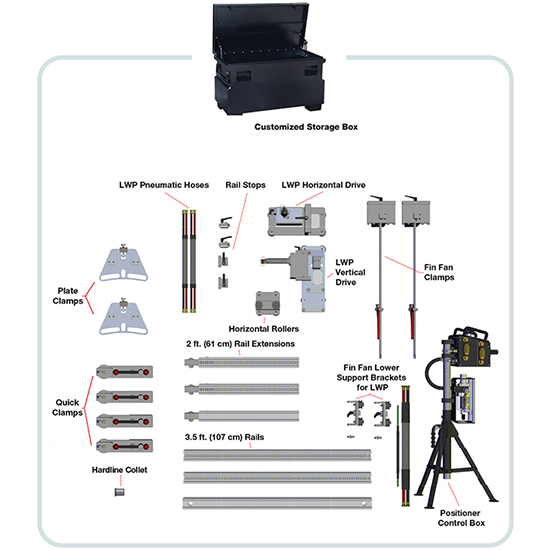 Customized Storage Box
LWP Pneumatic Hoses
Rail Stops
LWP Horizontal Drive
LWP
Vertical
Drive
Fin Fan
Clamps
Plate
Clamps
Horizontal Rollers
2 ft. (61 cm) Rail Extensions
Fin Fan Lower
Support Brackets
for LWP
Quick
Clamps
3.5 ft. (107 cm) Rails
Hardline Collet
Positioner
Control Box